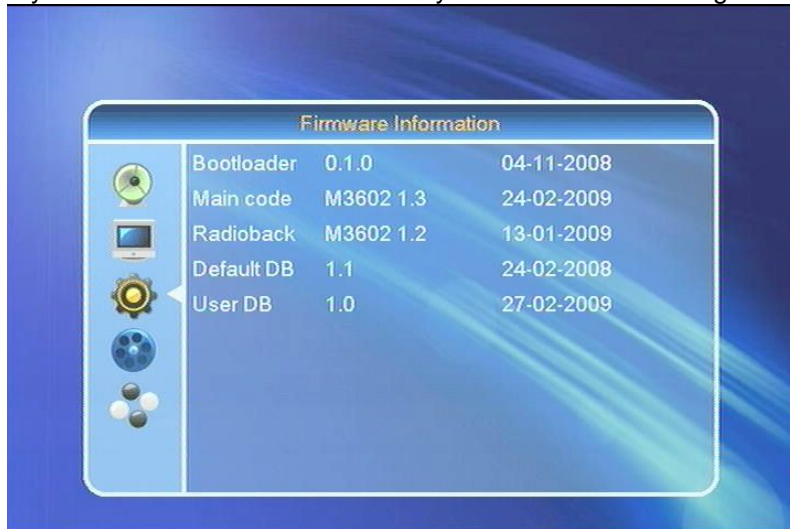 Firmware Information
Bootloader 0.1.0 04-11-2008
Main code M3602 1.3 24-02-2009
Radioback M3602 1.2 13-01-2009
Default DB 1.1 24-02-2008
User DB 1.0 27-02-2009